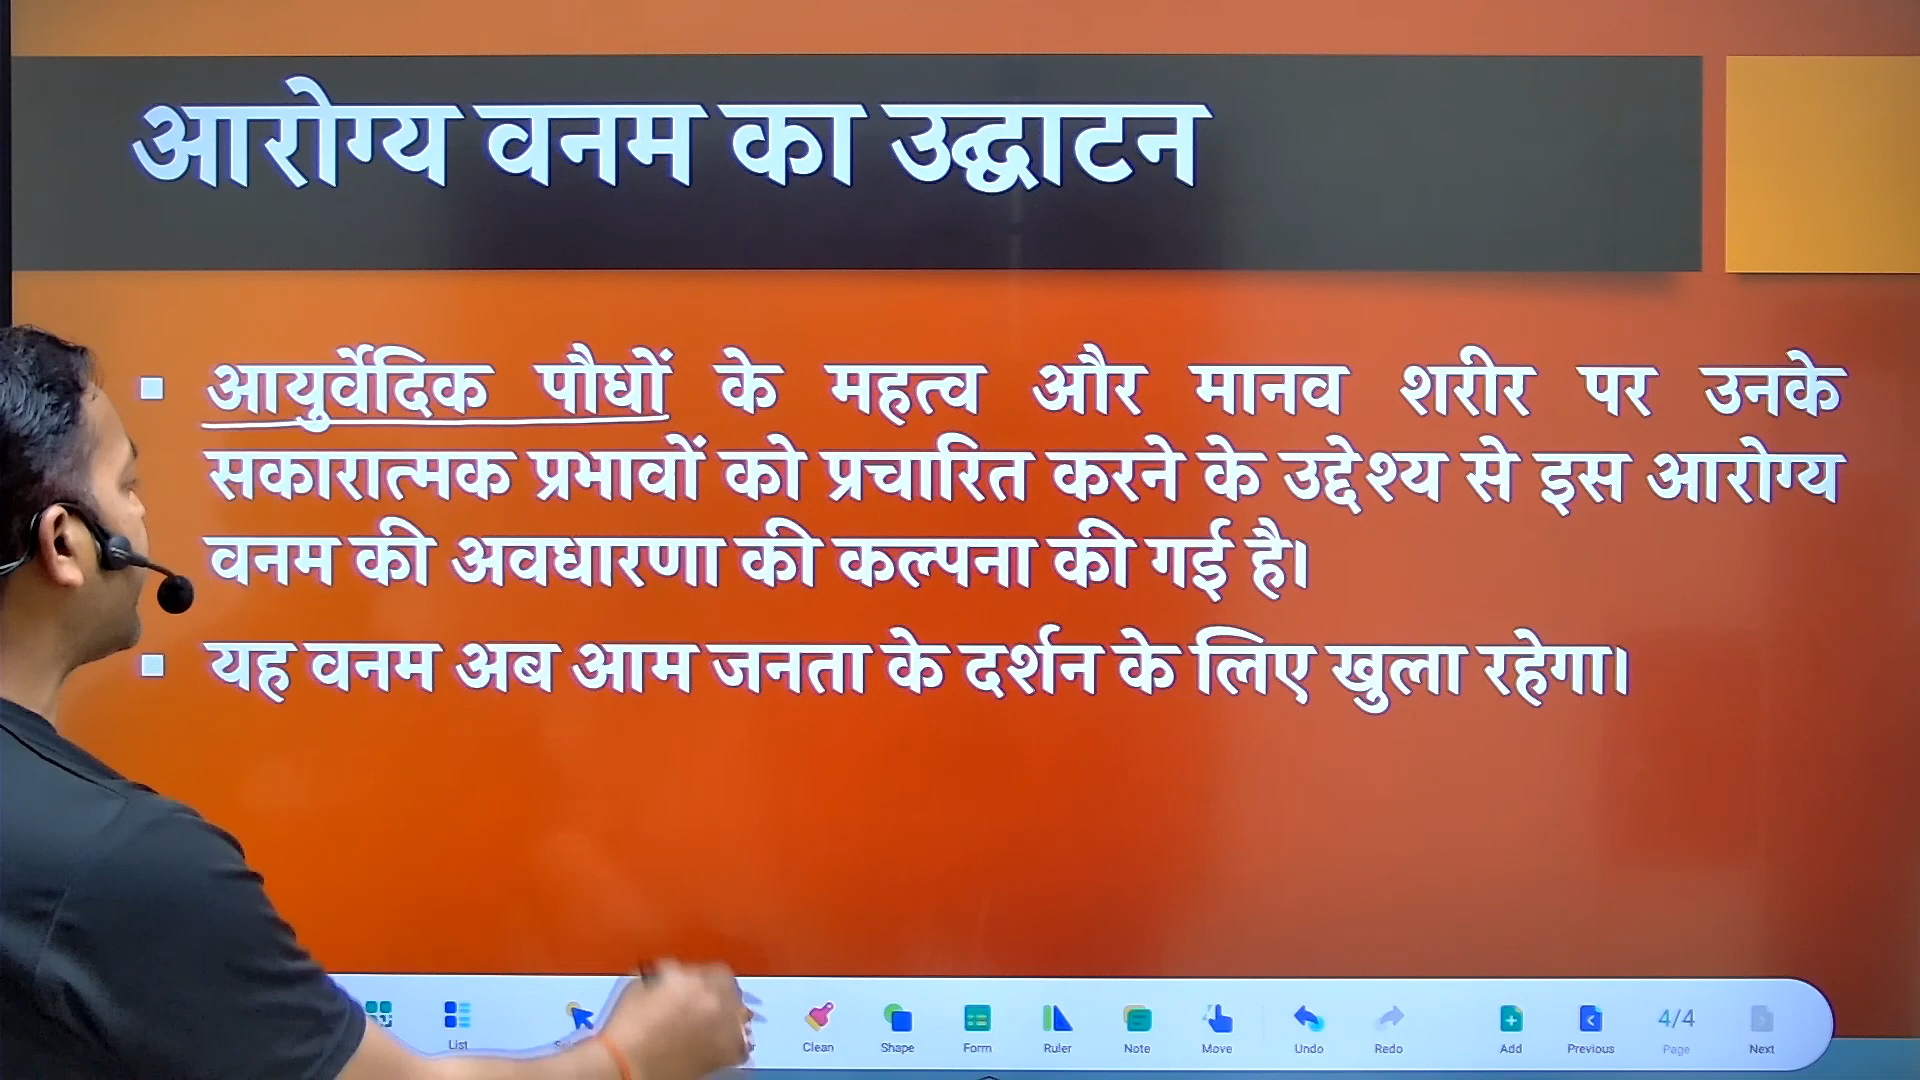 आरोग्य वनम का उद्घाटन
▪ आयुर्वेदिक पौधों के महत्व और मानव शरीर पर उनके
सकारात्मक प्रभावों को प्रचारित करने के उद्देश्य से इस आरोग्य
वनम की अवधारणा की कल्पना की गई है।
▪ यह वनम अब आम जनता के दर्शन के लिए खुला रहेगा।
List Clean Shape Form Ruler Note Move Undo Redo Add Previous 4/4 Page Next